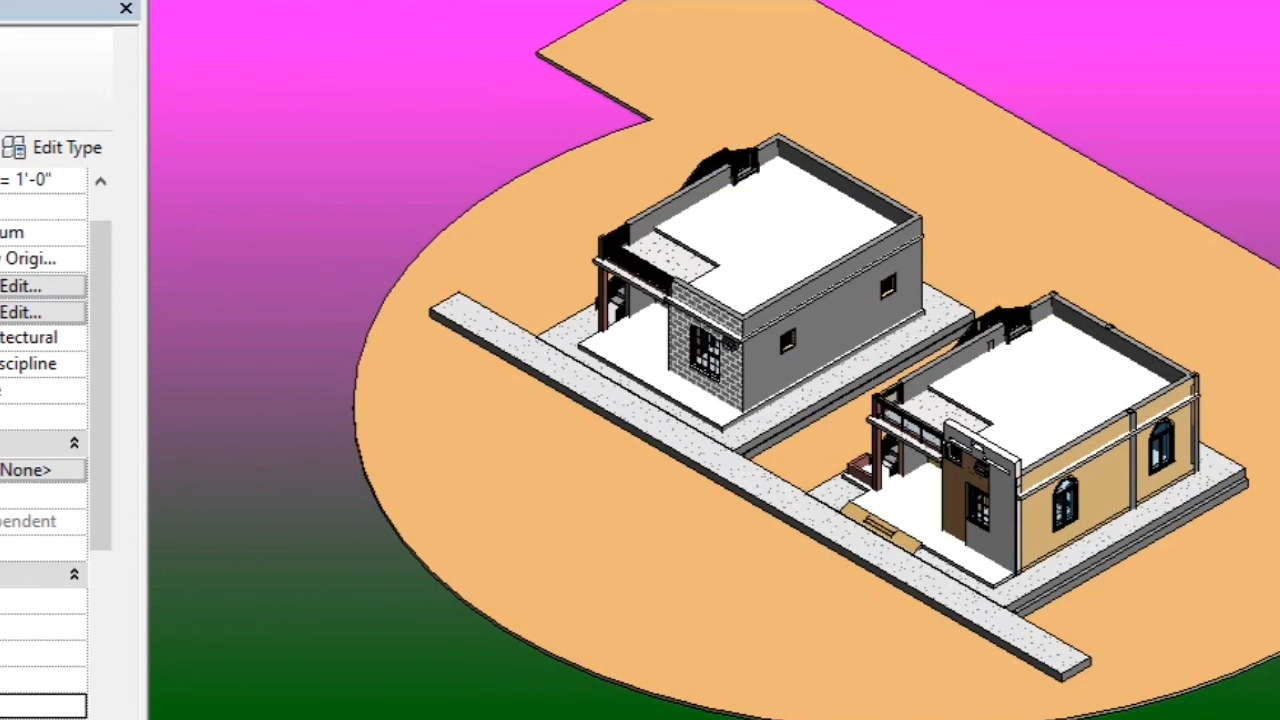 Edit Type
= 1'-0"
um
Origi...
Edit...
Edit...
tectural
scipline
None>
pendent